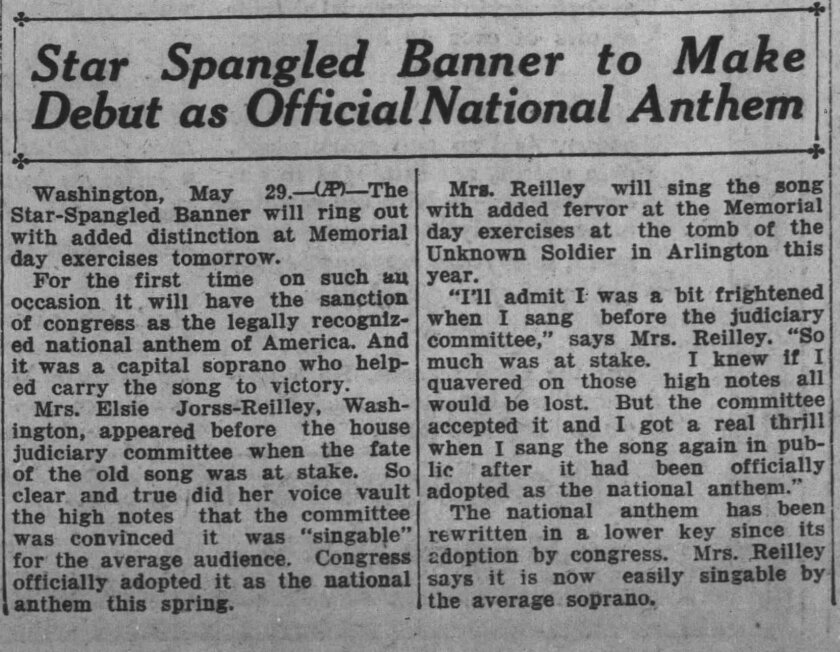 Star Spangled Banner to Make
Debut as Official National Anthem
Washington, May 29.—(AP)—The
Star-Spangled Banner will ring out
with added distinction at Memorial
day exercises tomorrow.
For the first time on such an
occasion it will have the sanction
of congress as the legally recogniz-
ed national anthem of America. And
it was a capital soprano who help-
ed carry the song to victory.
Mrs. Elsie Jorss-Reilley, Wash-
ington, appeared before the house
judiciary committee when the fate
of the old song was at stake. So
clear and true did her voice vault
the high notes that the committee
was convinced it was "singable"
for the average audience. Congress
officially adopted it as the national
anthem this spring.
Mrs. Reilley will sing the song
with added fervor at the Memorial
day exercises at the tomb of the
Unknown Soldier in Arlington this
year.
"I'll admit I was a bit frightened
when I sang before the judiciary
committee," says Mrs. Reilley. "So
much was at stake. I knew if I
quavered on those high notes all
would be lost. But the committee
accepted it and I got a real thrill
when I sang the song again in pub-
lic after it had been officially
adopted as the national anthem."
The national anthem has been
rewritten in a lower key since its
adoption by congress. Mrs. Reilley
says it is now easily singable by
the average soprano.